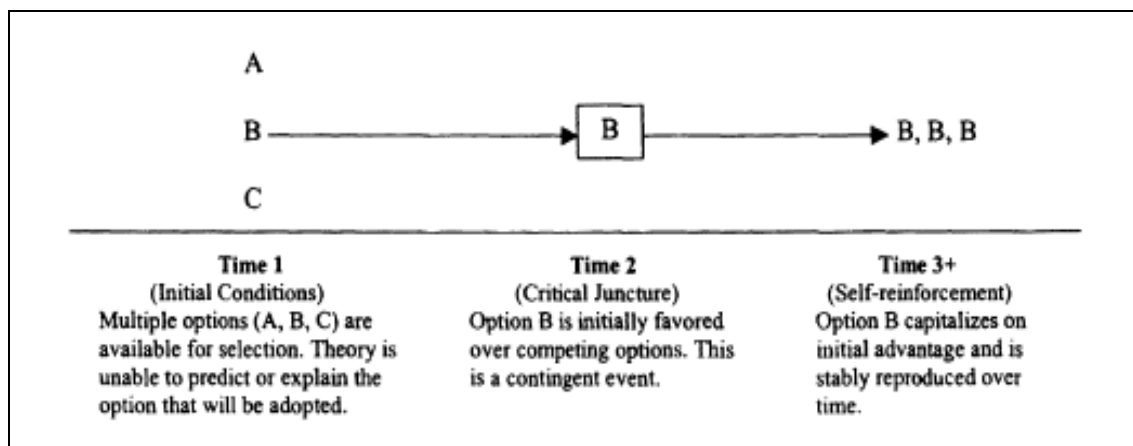 A
B B B, B, B
C
Time 1
(Initial Conditions)
Multiple options (A, B, C) are
available for selection. Theory is
unable to predict or explain the
option that will be adopted.
Time 2
(Critical Juncture)
Option B is initially favored
over competing options. This
is a contingent event.
Time 3+
(Self-reinforcement)
Option B capitalizes on
initial advantage and is
stably reproduced over
time.